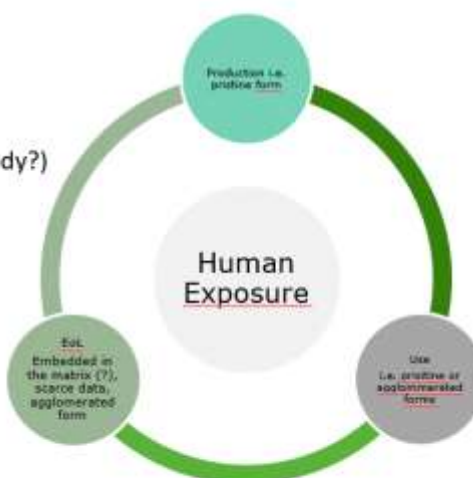 Production i.e.
pristine form
dy?)
Human
Exposure
EoL
Embedded in
the matrix (?),
scarce data,
agglomerated
form
Use
i.e. pristine or
agglommerated
forms